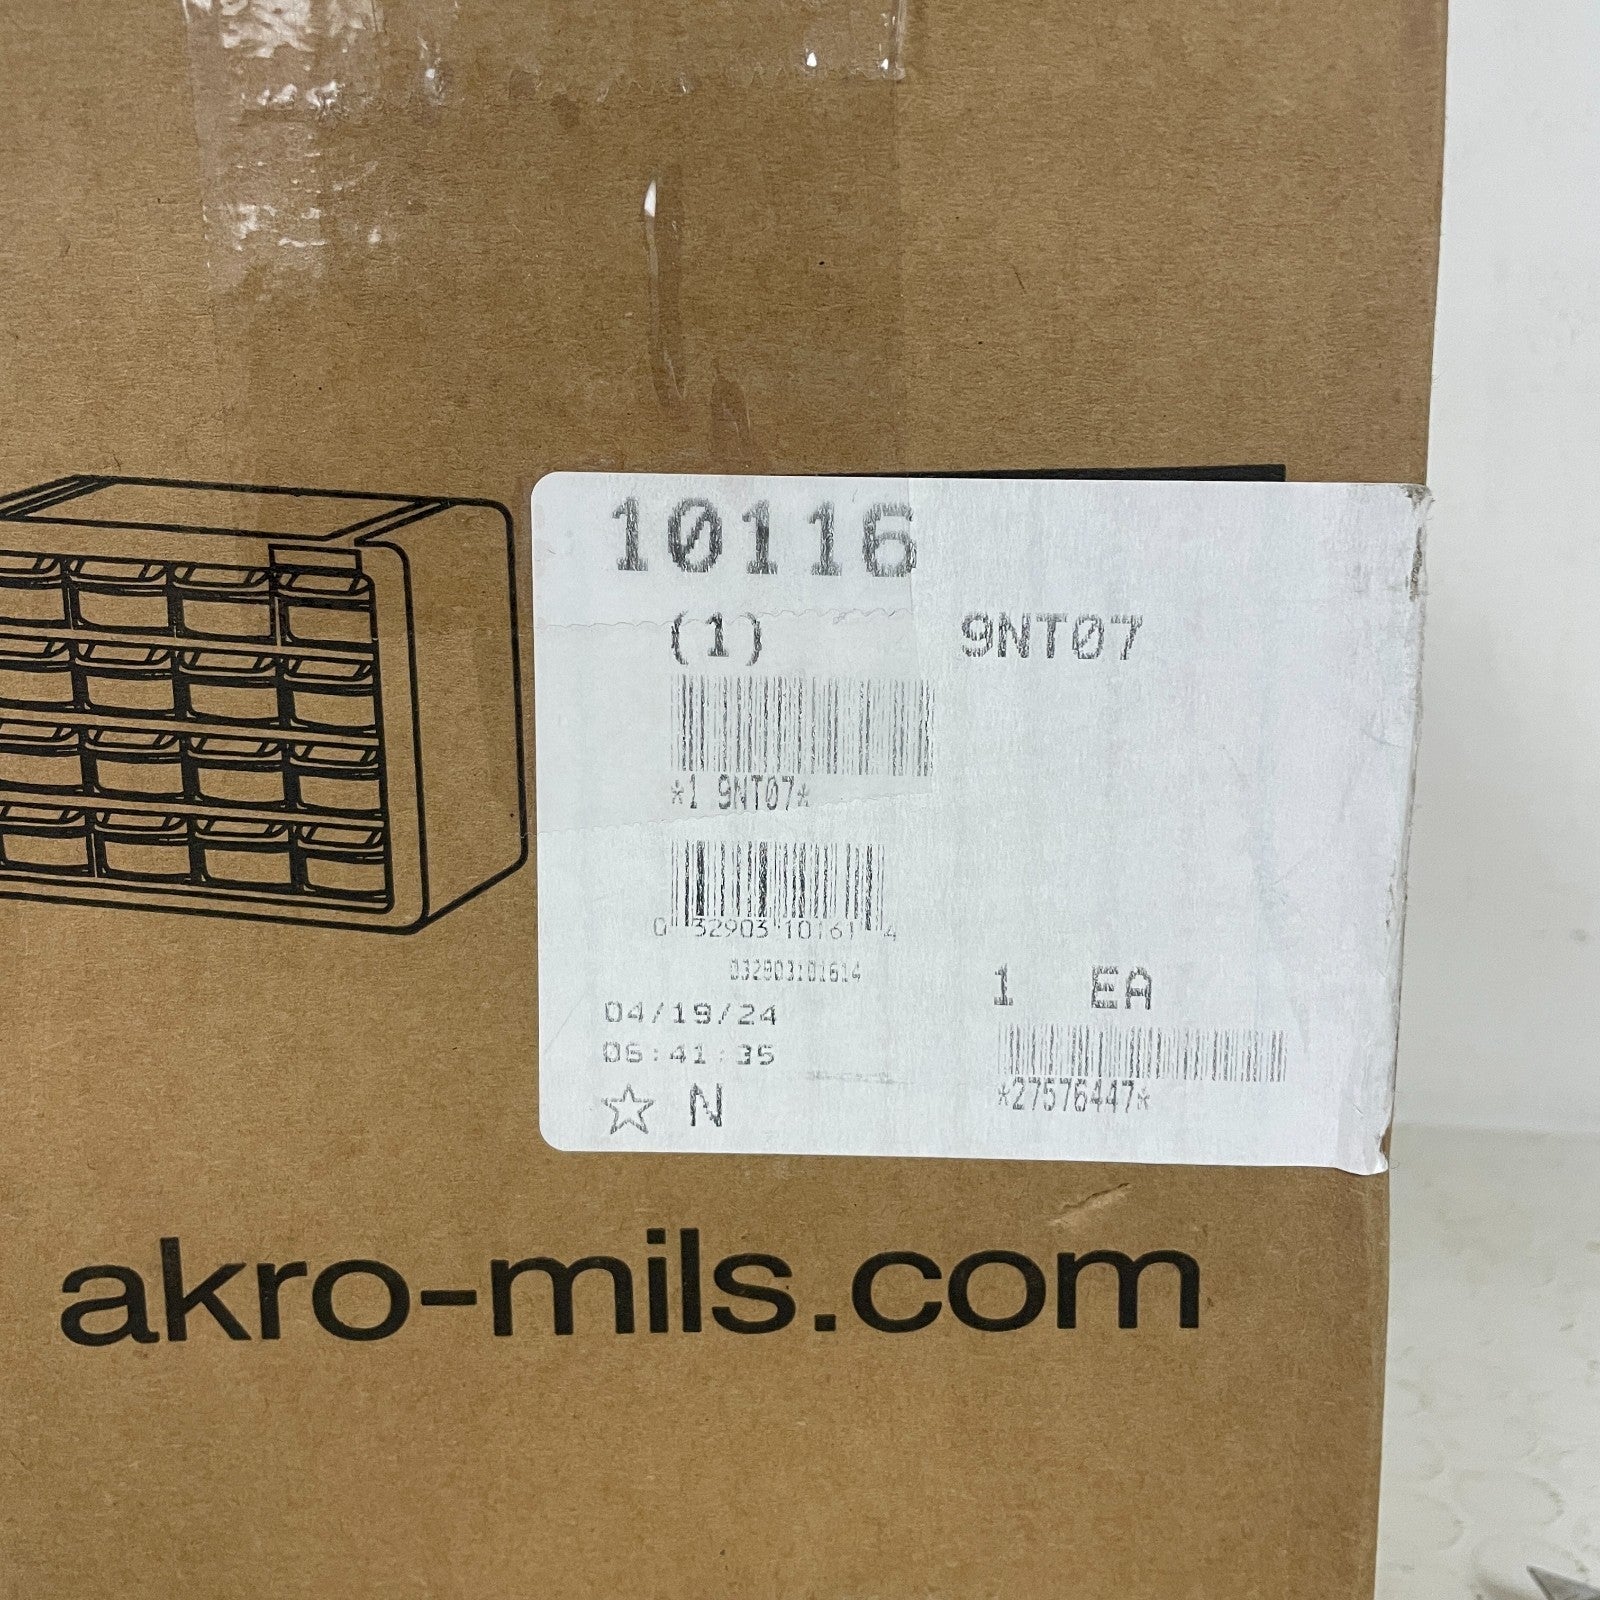 10116
(1) 9NT07
*1 9NT07*
0 32903 10161 4
032903101614
1 EA
04/19/24
06:41:35
*27576447*
N
akro-mils.com